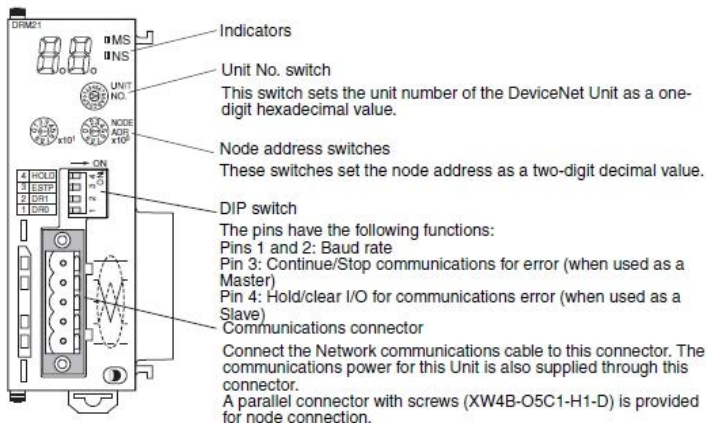 DRM21
MS
NS
UNIT
NO.
NODE
ADR
x10¹
x10⁰
ON
4 HOLD
3 ESTP
2 DR1
1 DR0
1 2 3 4
ON
Indicators
Unit No. switch
This switch sets the unit number of the DeviceNet Unit as a one-
digit hexadecimal value.
Node address switches
These switches set the node address as a two-digit decimal value.
DIP switch
The pins have the following functions:
Pins 1 and 2: Baud rate
Pin 3: Continue/Stop communications for error (when used as a
Master)
Pin 4: Hold/clear I/O for communications error (when used as a
Slave)
Communications connector
Connect the Network communications cable to this connector. The
communications power for this Unit is also supplied through this
connector.
A parallel connector with screws (XW4B-O5C1-H1-D) is provided
for node connection.